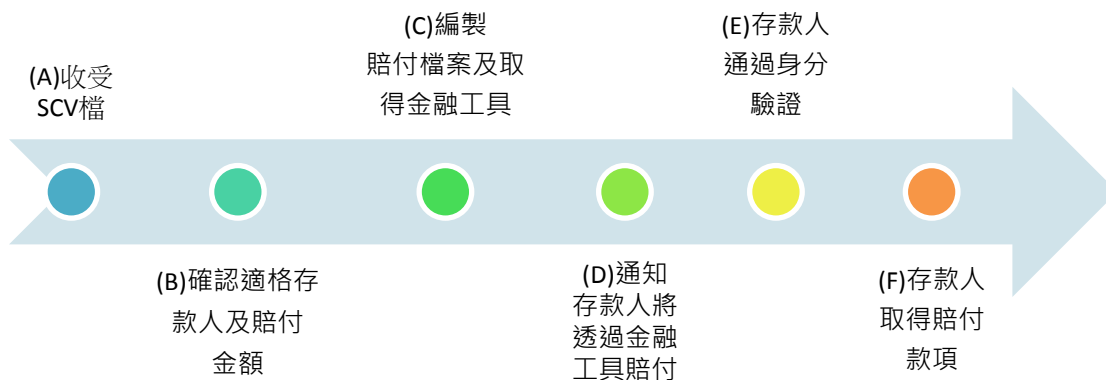 (A)收受
SCV檔
(B)確認適格存
款人及賠付
金額
(C)編製
賠付檔案及取
得金融工具
(D)通知
存款人將
透過金融
工具賠付
(E)存款人
通過身分
驗證
(F)存款人
取得賠付
款項